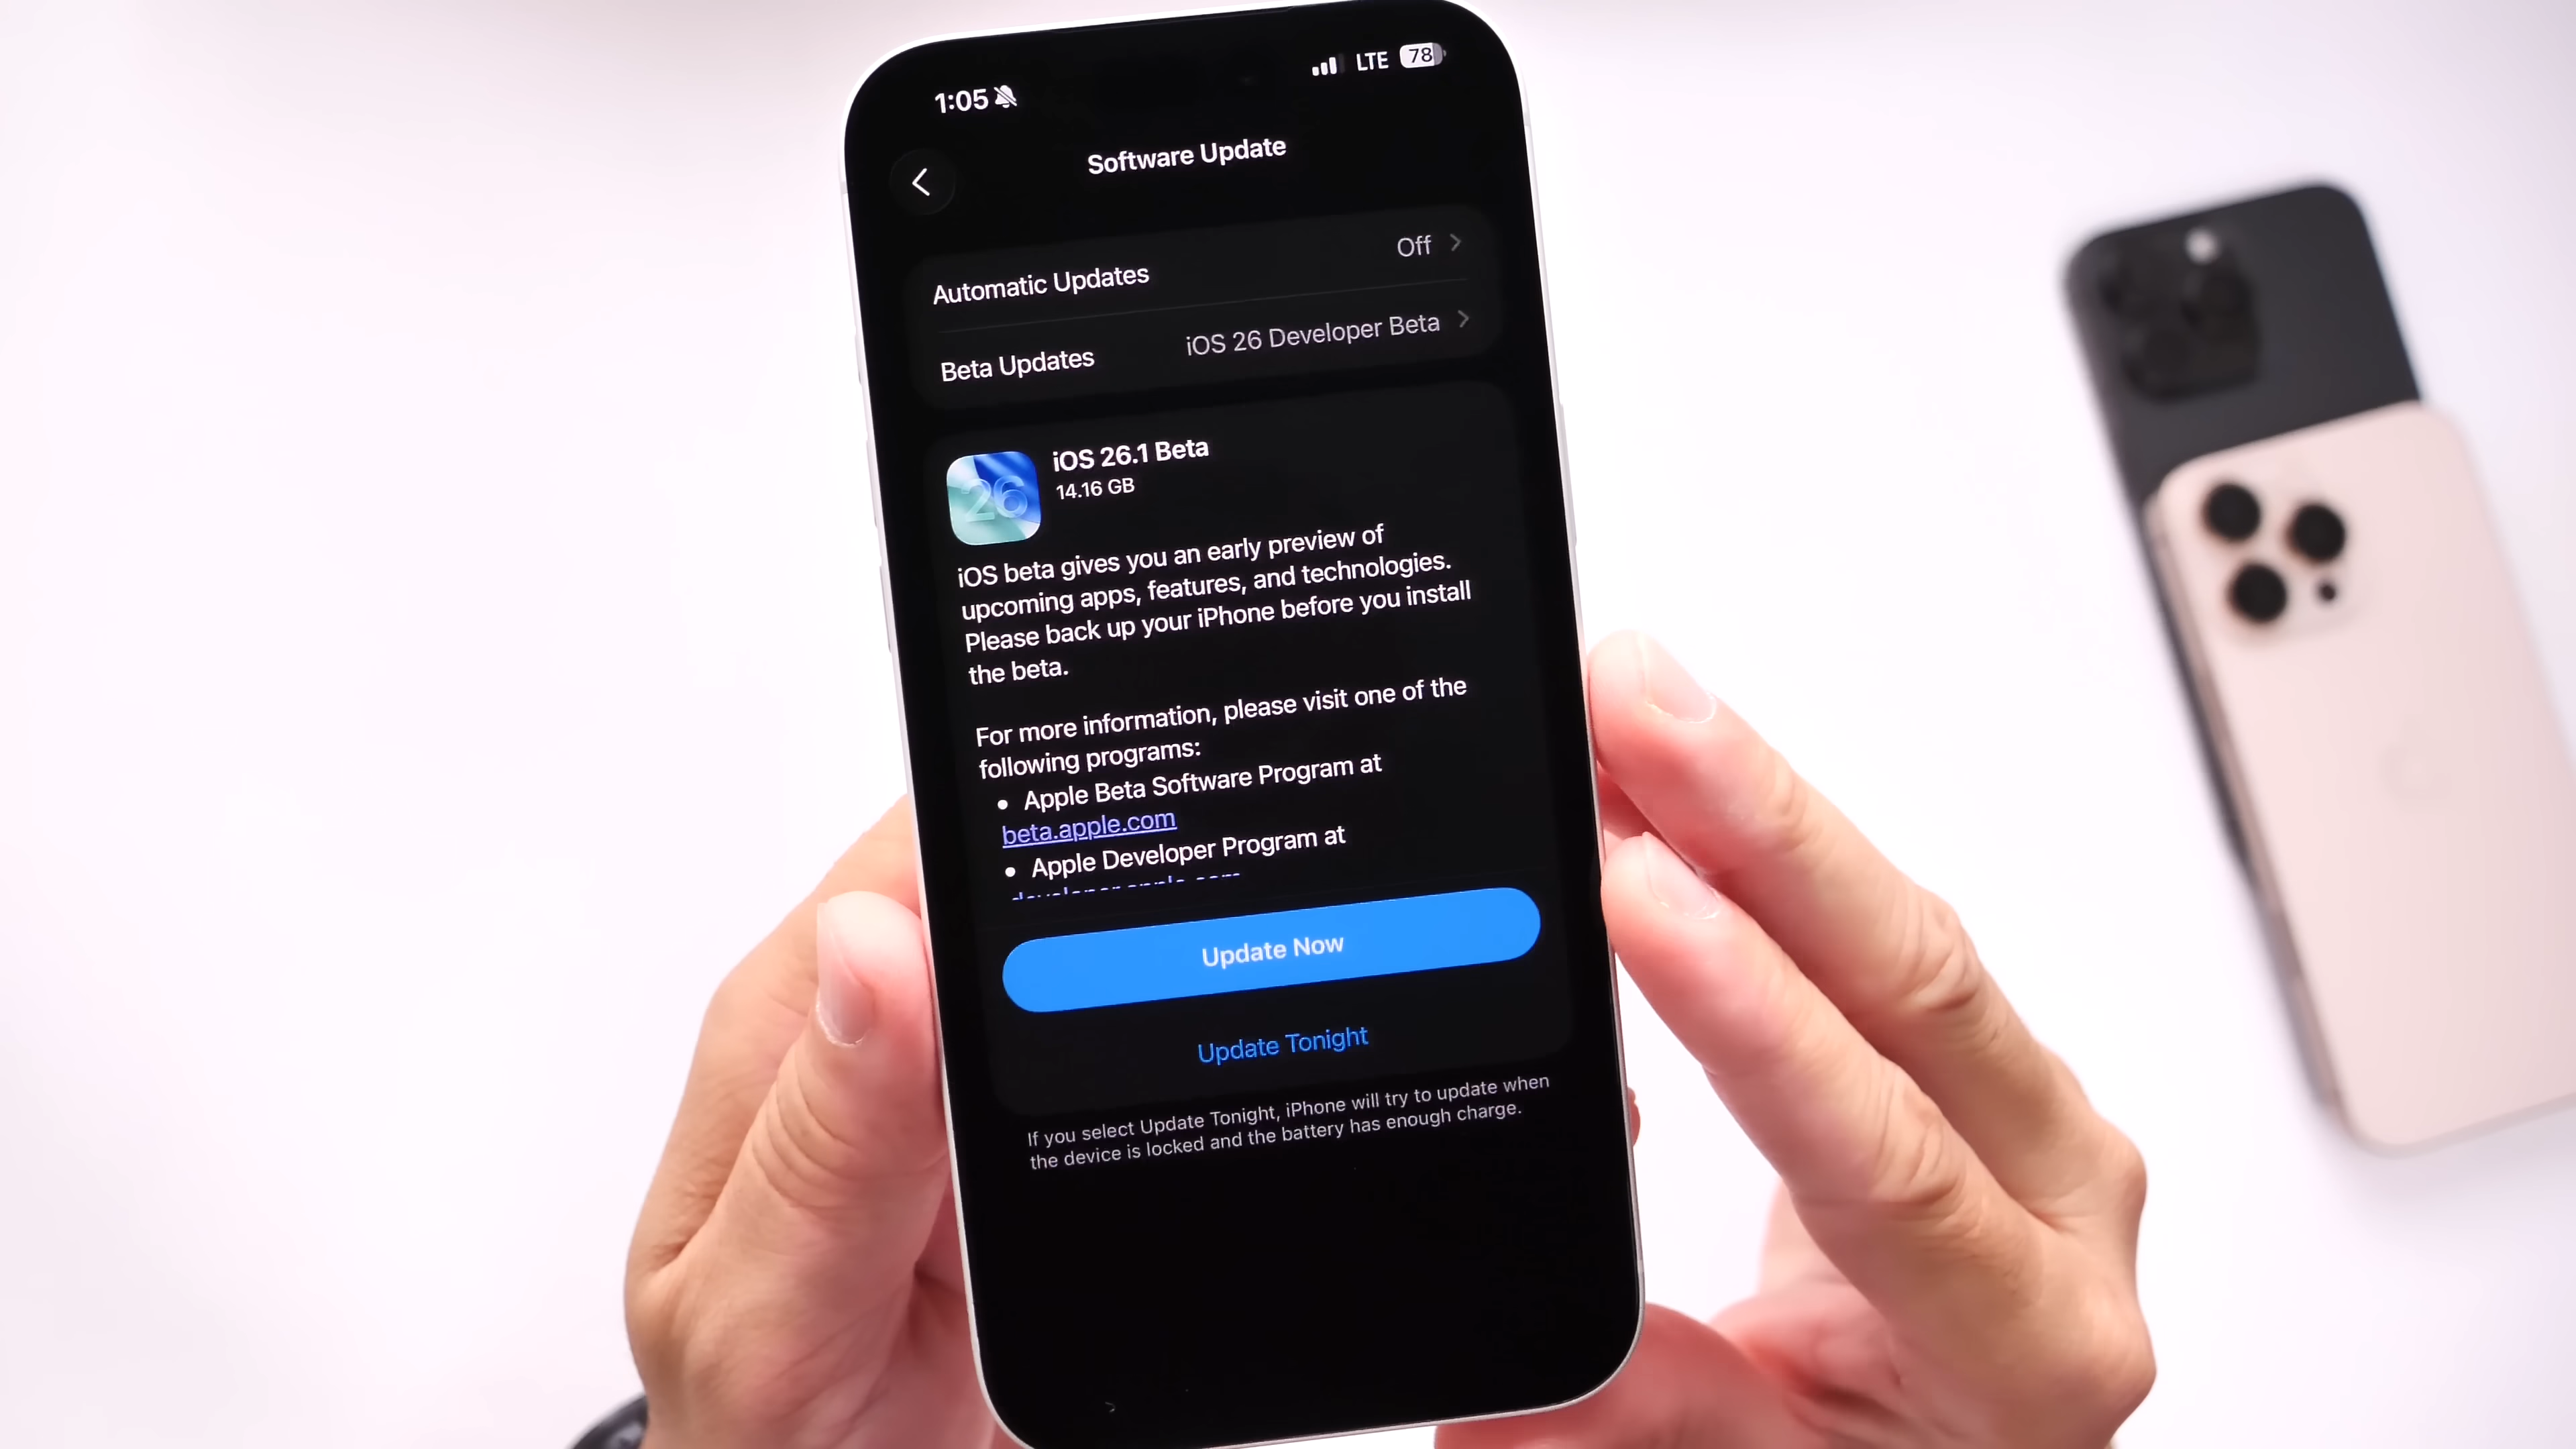 1:05
LTE 78
Software Update
Automatic Updates Off
Beta Updates iOS 26 Developer Beta
26
iOS 26.1 Beta
14.16 GB
iOS beta gives you an early preview of
upcoming apps, features, and technologies.
Please back up your iPhone before you install
the beta.
For more information, please visit one of the
following programs:
• Apple Beta Software Program at
beta.apple.com
• Apple Developer Program at
developer.apple.com
Update Now
Update Tonight
If you select Update Tonight, iPhone will try to update when
the device is locked and the battery has enough charge.